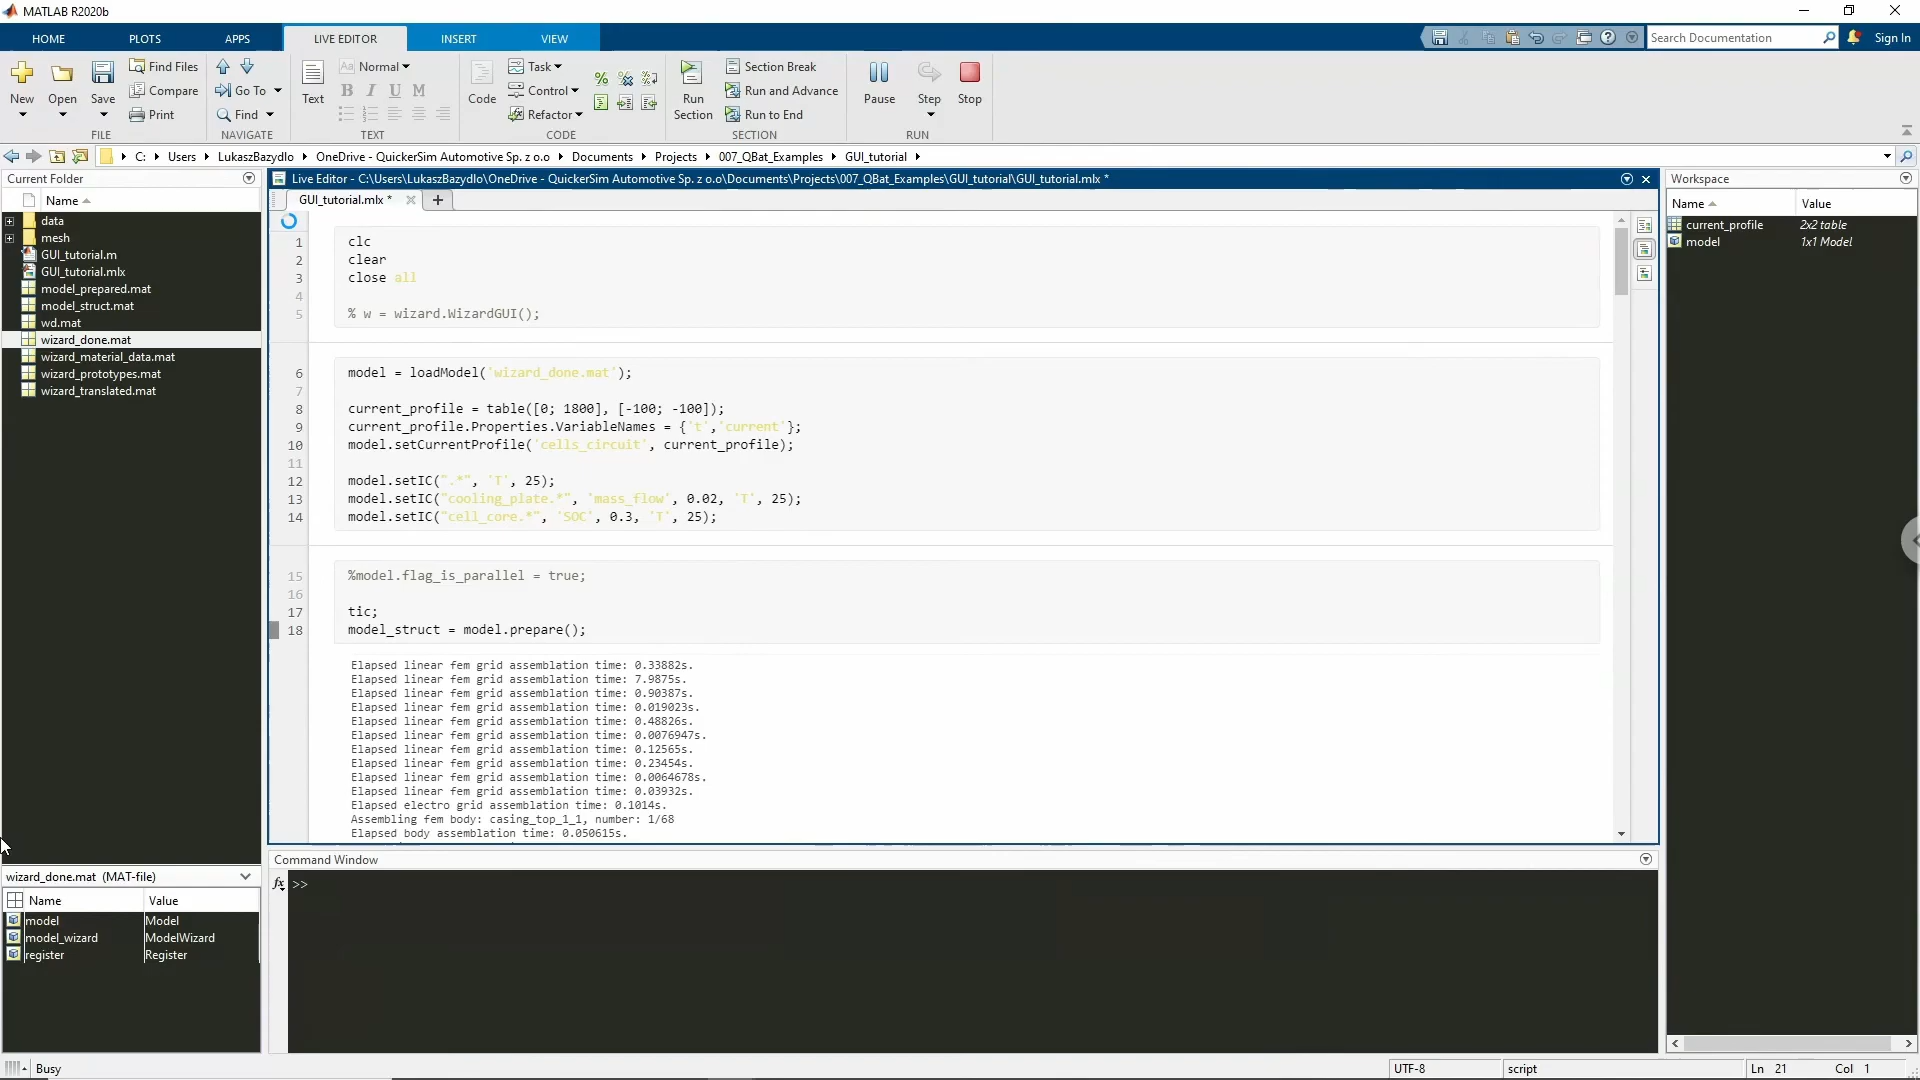 MATLAB R2020b
HOME PLOTS APPS LIVE EDITOR INSERT VIEW
Search Documentation
Sign In
New
Open
Save
Find Files
Compare
Print
FILE
Go To
Find
NAVIGATE
Text
Aa Normal
B I U M
TEXT
Code
Task
Control
Refactor
CODE
Run
Section
Section Break
Run and Advance
Run to End
SECTION
Pause
Step
Stop
RUN
C: Users LukaszBazydlo OneDrive - QuickerSim Automotive Sp. z o.o Documents Projects 007_QBat_Examples GUI_tutorial
Current Folder
Name
data
mesh
GUI_tutorial.m
GUI_tutorial.mlx
model_prepared.mat
model_struct.mat
wd.mat
wizard_done.mat
wizard_material_data.mat
wizard_prototypes.mat
wizard_translated.mat
wizard_done.mat (MAT-file)
Name Value
model Model
model_wizard ModelWizard
register Register
Live Editor - C:\Users\LukaszBazydlo\OneDrive - QuickerSim Automotive Sp. z o.o\Documents\Projects\007_QBat_Examples\GUI_tutorial\GUI_tutorial.mlx *
GUI_tutorial.mlx *
1 clc
2 clear
3 close all
4
5 % w = wizard.WizardGUI();
6 model = loadModel('wizard_done.mat');
7
8 current_profile = table([0; 1800], [-100; -100]);
9 current_profile.Properties.VariableNames = {'t','current'};
10 model.setCurrentProfile('cells_circuit', current_profile);
11
12 model.setIC(".*", 'T', 25);
13 model.setIC("cooling_plate.*", 'mass_flow', 0.02, 'T', 25);
14 model.setIC("cell_core.*", 'SOC', 0.3, 'T', 25);
15 %model.flag_is_parallel = true;
16
17 tic;
18 model_struct = model.prepare();
Elapsed linear fem grid assemblation time: 0.33882s.
Elapsed linear fem grid assemblation time: 7.9875s.
Elapsed linear fem grid assemblation time: 0.90387s.
Elapsed linear fem grid assemblation time: 0.019023s.
Elapsed linear fem grid assemblation time: 0.48826s.
Elapsed linear fem grid assemblation time: 0.0076947s.
Elapsed linear fem grid assemblation time: 0.12565s.
Elapsed linear fem grid assemblation time: 0.23454s.
Elapsed linear fem grid assemblation time: 0.0064678s.
Elapsed linear fem grid assemblation time: 0.03932s.
Elapsed electro grid assemblation time: 0.1014s.
Assembling fem body: casing_top_1_1, number: 1/68
Elapsed body assemblation time: 0.050615s.
Command Window
fx >>
Workspace
Name Value
current_profile 2x2 table
model 1x1 Model
Busy
UTF-8
script
Ln 21 Col 1